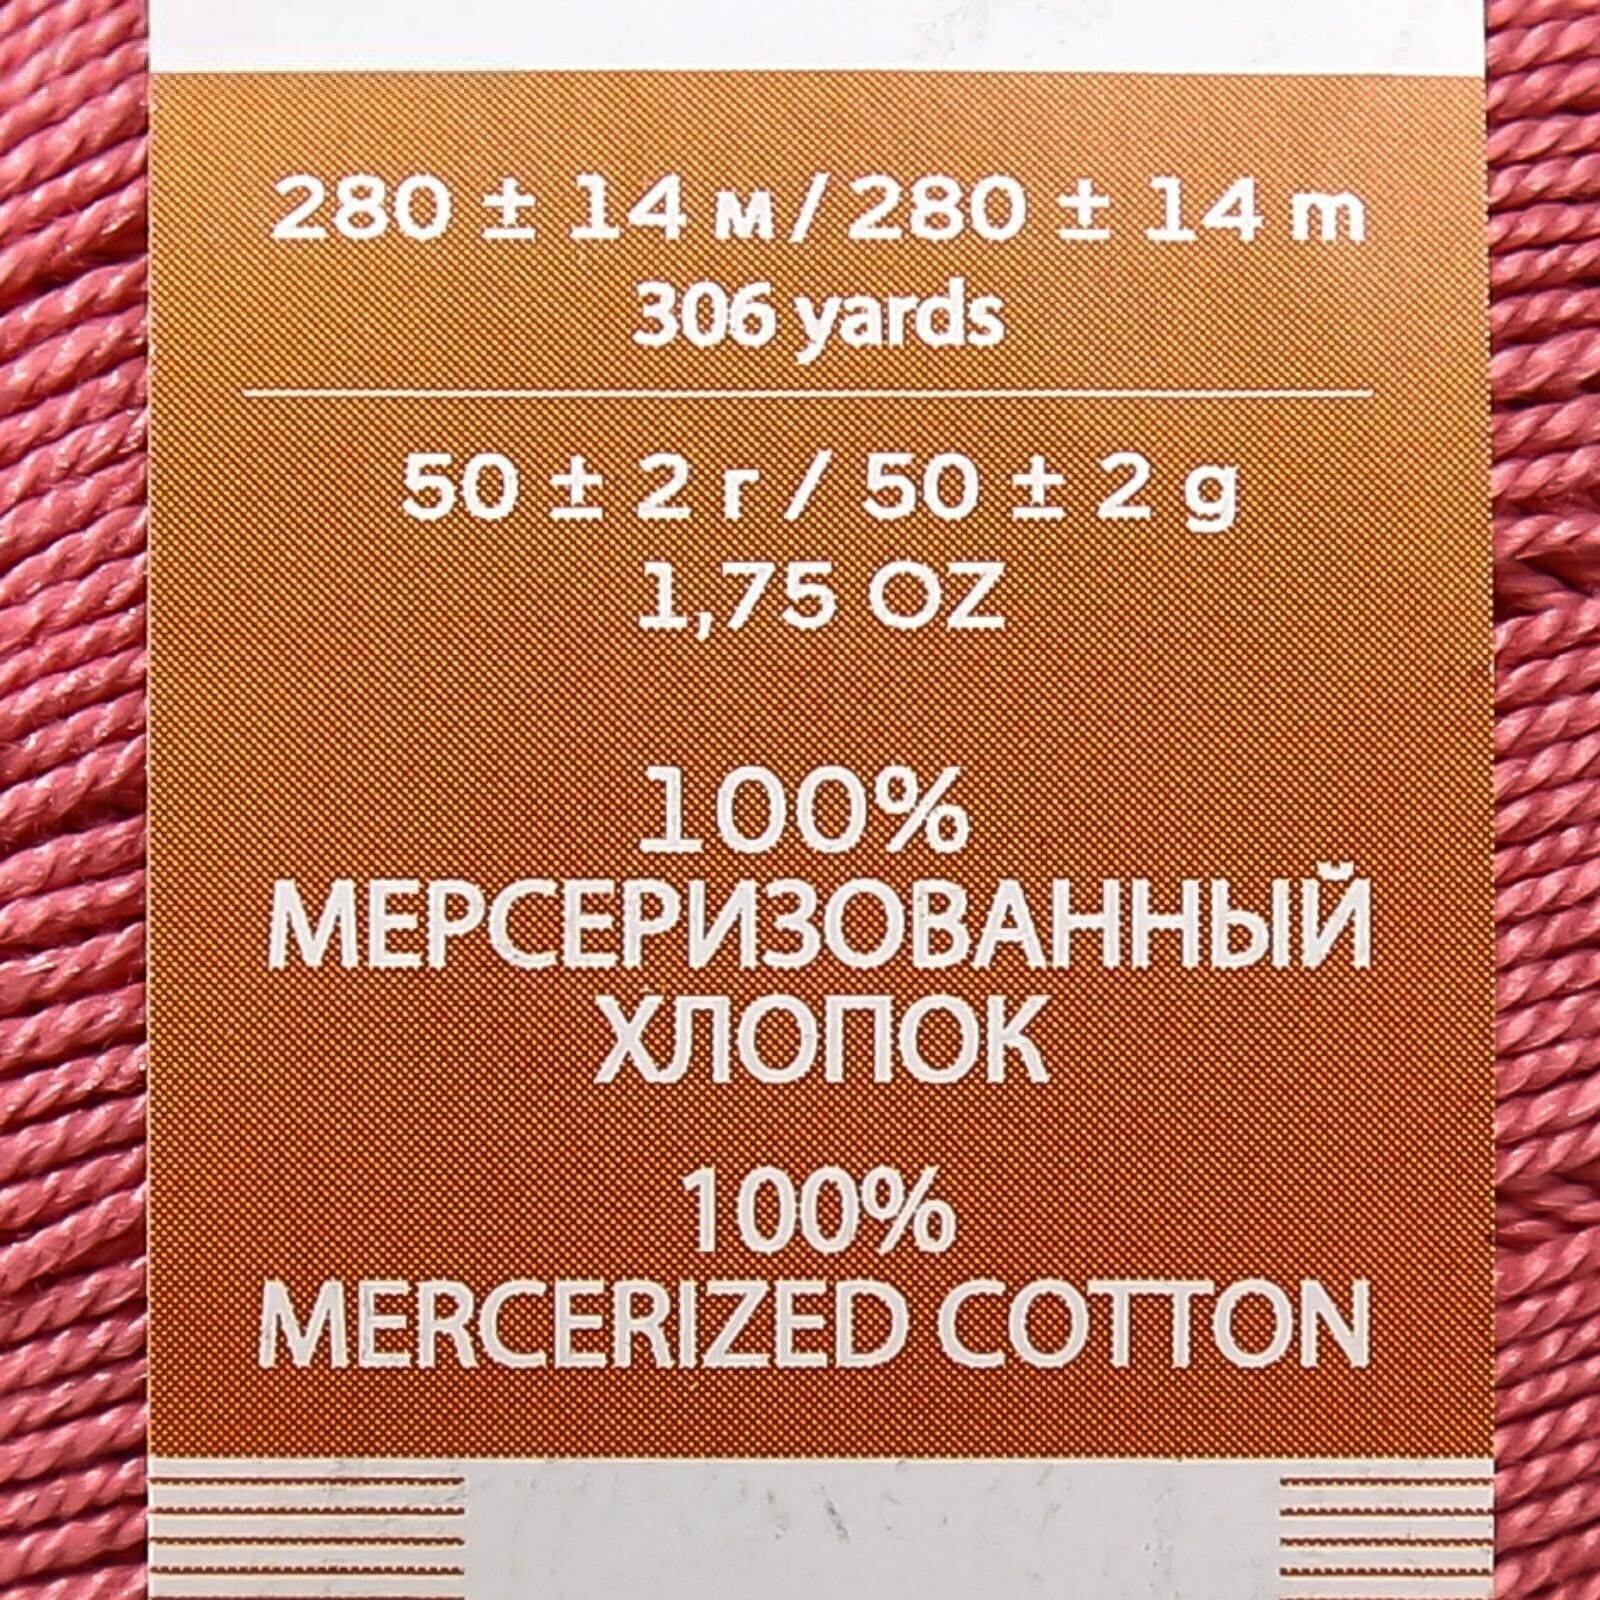 280 ± 14 м / 280 ± 14 m
306 yards
50 ± 2 г / 50 ± 2 g
1,75 OZ
100%
МЕРСЕРИЗОВАННЫЙ
ХЛОПОК
100%
MERCERIZED COTTON